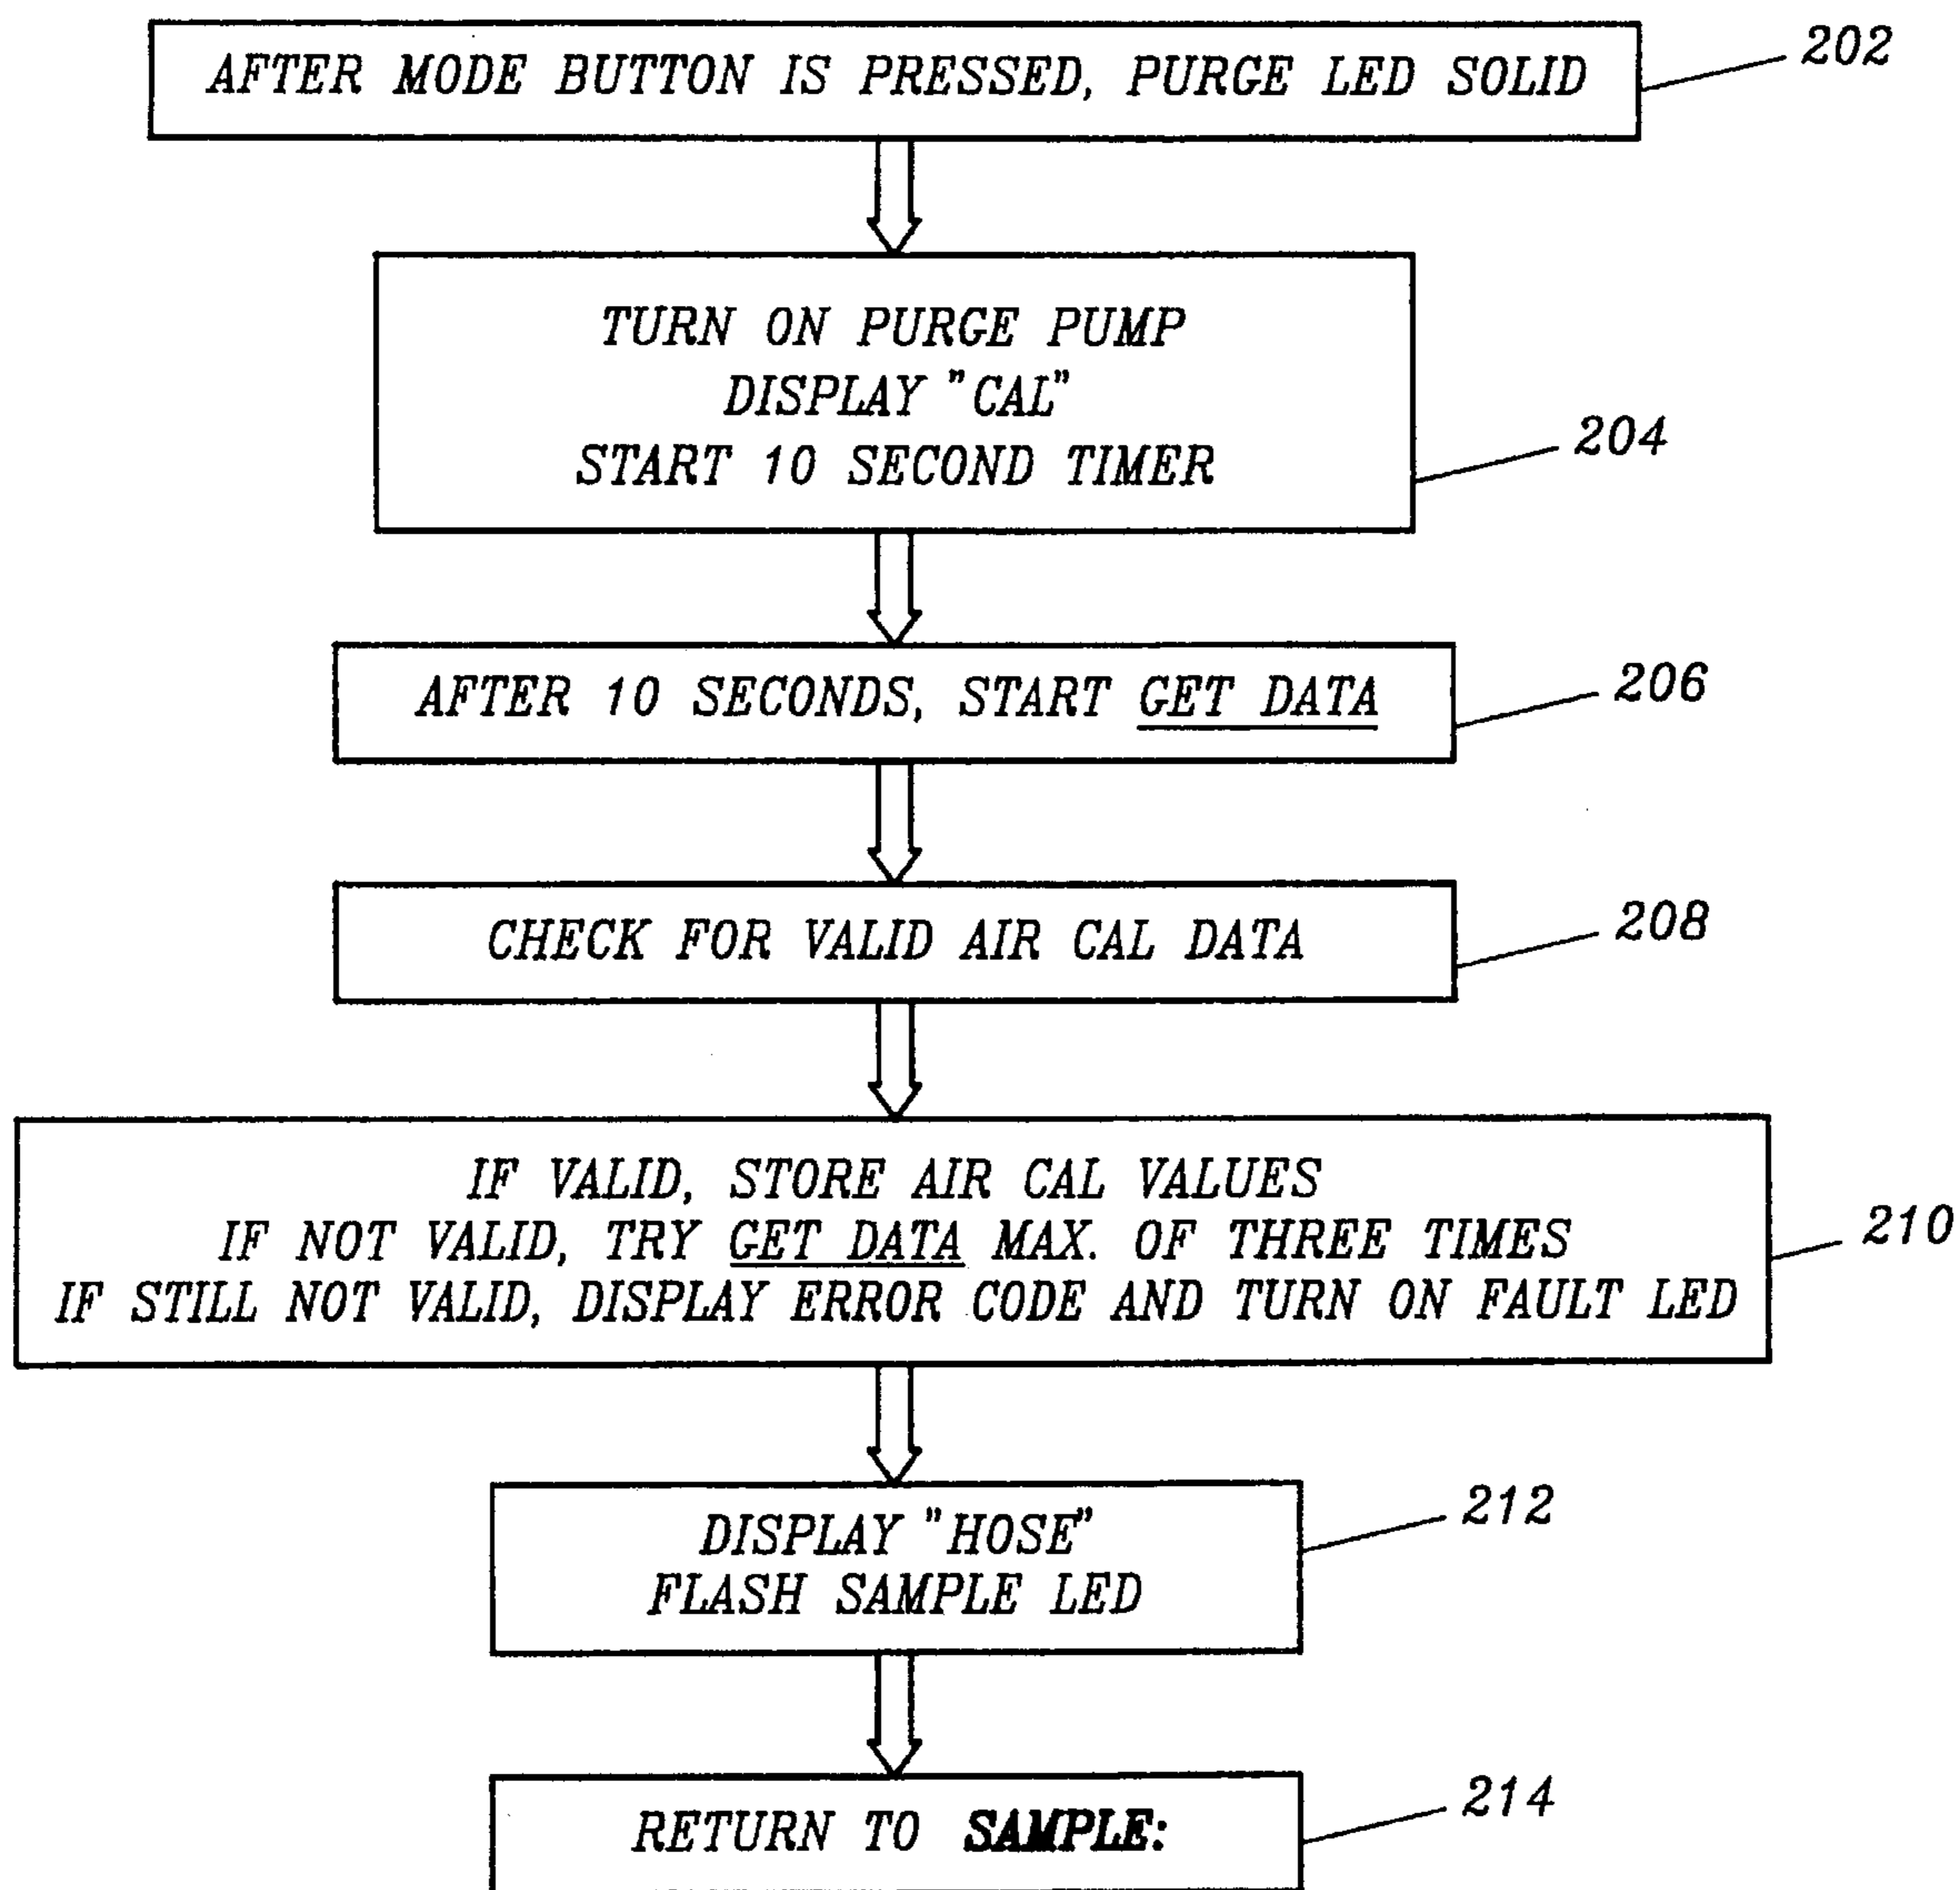 AFTER MODE BUTTON IS PRESSED, PURGE LED SOLID
202
TURN ON PURGE PUMP
DISPLAY "CAL"
START 10 SECOND TIMER
204
AFTER 10 SECONDS, START GET DATA
206
CHECK FOR VALID AIR CAL DATA
208
IF VALID, STORE AIR CAL VALUES
IF NOT VALID, TRY GET DATA MAX. OF THREE TIMES
IF STILL NOT VALID, DISPLAY ERROR CODE AND TURN ON FAULT LED
210
DISPLAY "HOSE"
FLASH SAMPLE LED
212
RETURN TO SAMPLE:
214